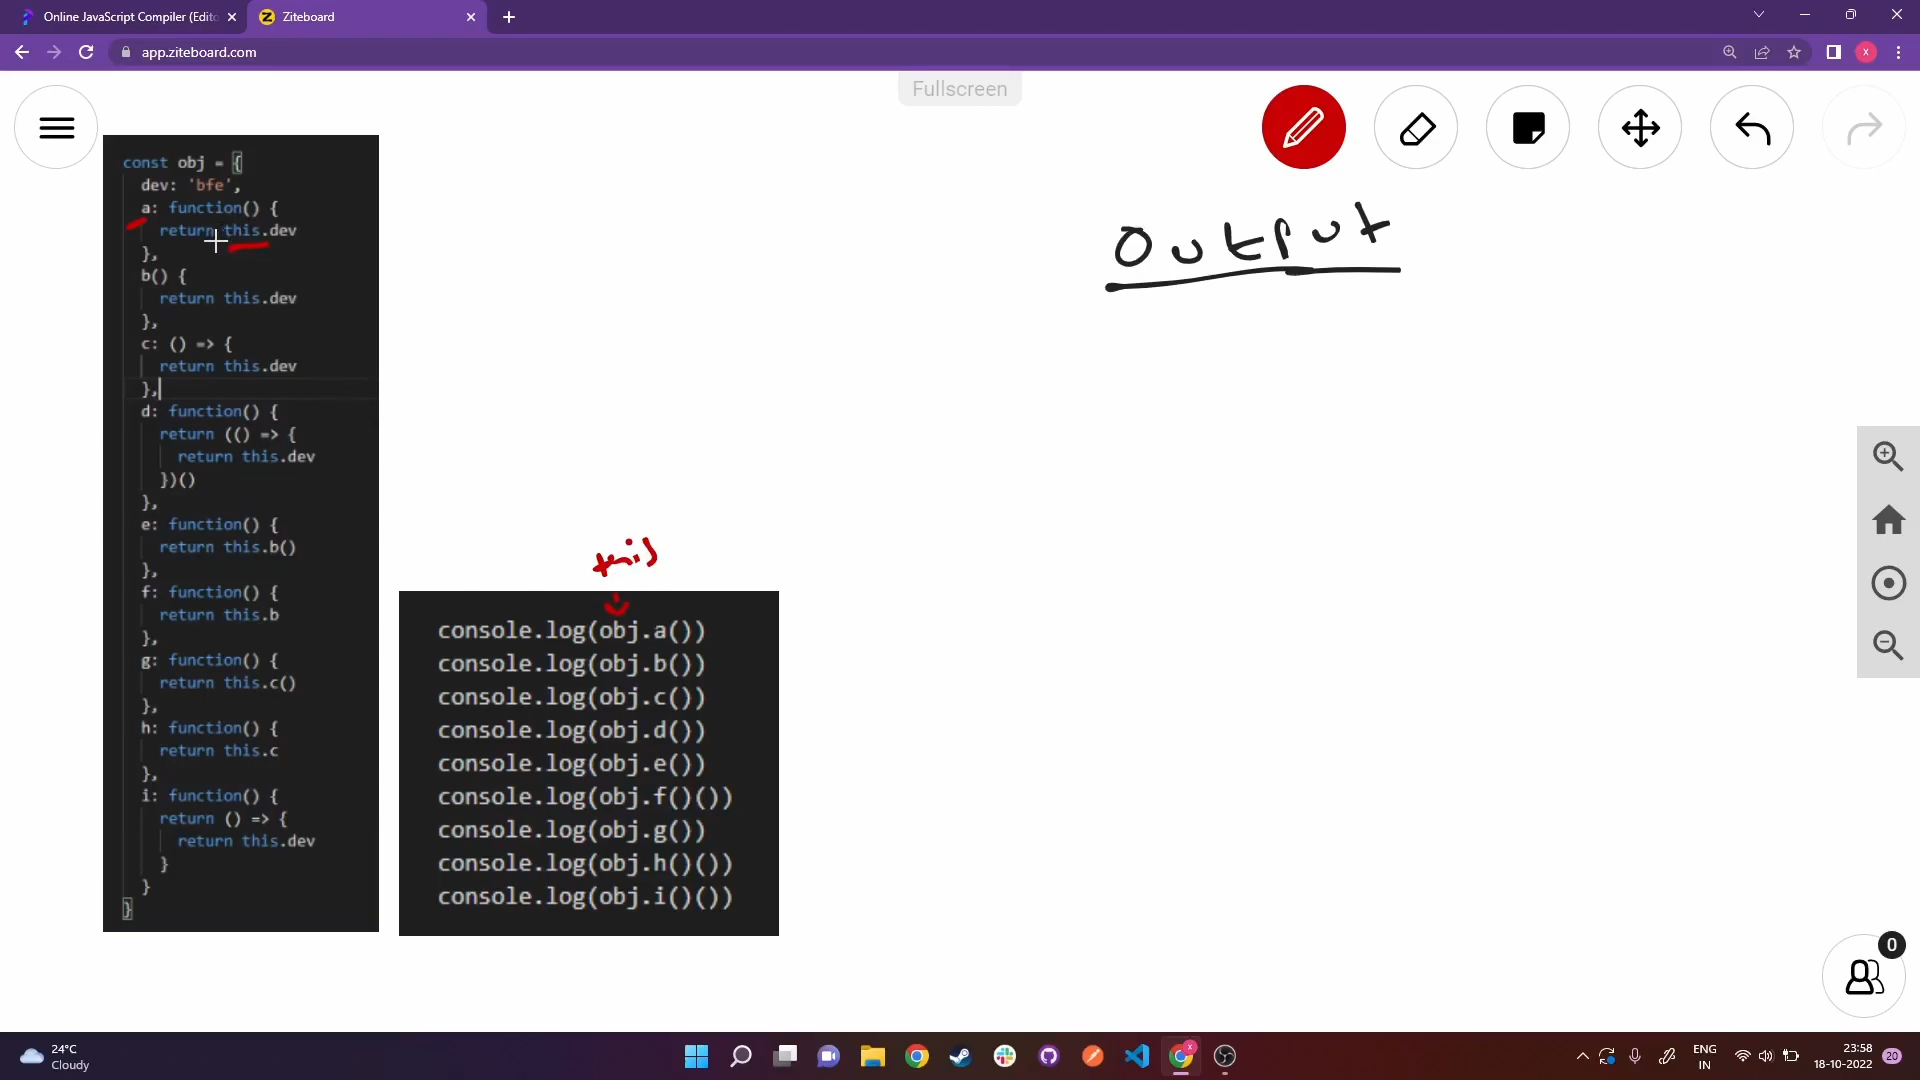 Online JavaScript Compiler (Edito
Ziteboard
app.ziteboard.com
Fullscreen
const obj = {
dev: 'bfe',
a: function() {
return this.dev
},
b() {
return this.dev
},
c: () => {
return this.dev
},
d: function() {
return (() => {
return this.dev
})()
},
e: function() {
return this.b()
},
f: function() {
return this.b
},
g: function() {
return this.c()
},
h: function() {
return this.c
},
i: function() {
return () => {
return this.dev
}
}
}
this
console.log(obj.a())
console.log(obj.b())
console.log(obj.c())
console.log(obj.d())
console.log(obj.e())
console.log(obj.f()())
console.log(obj.g())
console.log(obj.h()())
console.log(obj.i()())
Output
0
24°C
Cloudy
ENG
IN
23:58
18-10-2022
20